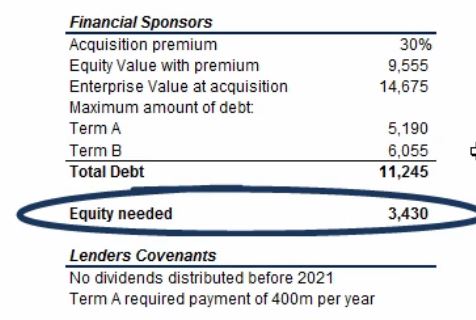 Financial Sponsors
Acquisition premium 30%
Equity Value with premium 9,555
Enterprise Value at acquisition 14,675
Maximum amount of debt:
Term A 5,190
Term B 6,055
Total Debt 11,245
Equity needed 3,430
Lenders Covenants
No dividends distributed before 2021
Term A required payment of 400m per year